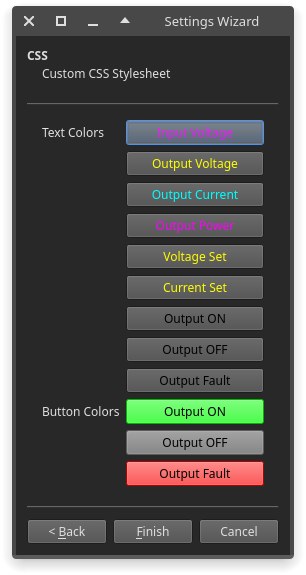 Settings Wizard
CSS
Custom CSS Stylesheet
Text Colors
Input Voltage
Output Voltage
Output Current
Output Power
Voltage Set
Current Set
Output ON
Output OFF
Output Fault
Button Colors
Output ON
Output OFF
Output Fault
< Back
Finish
Cancel